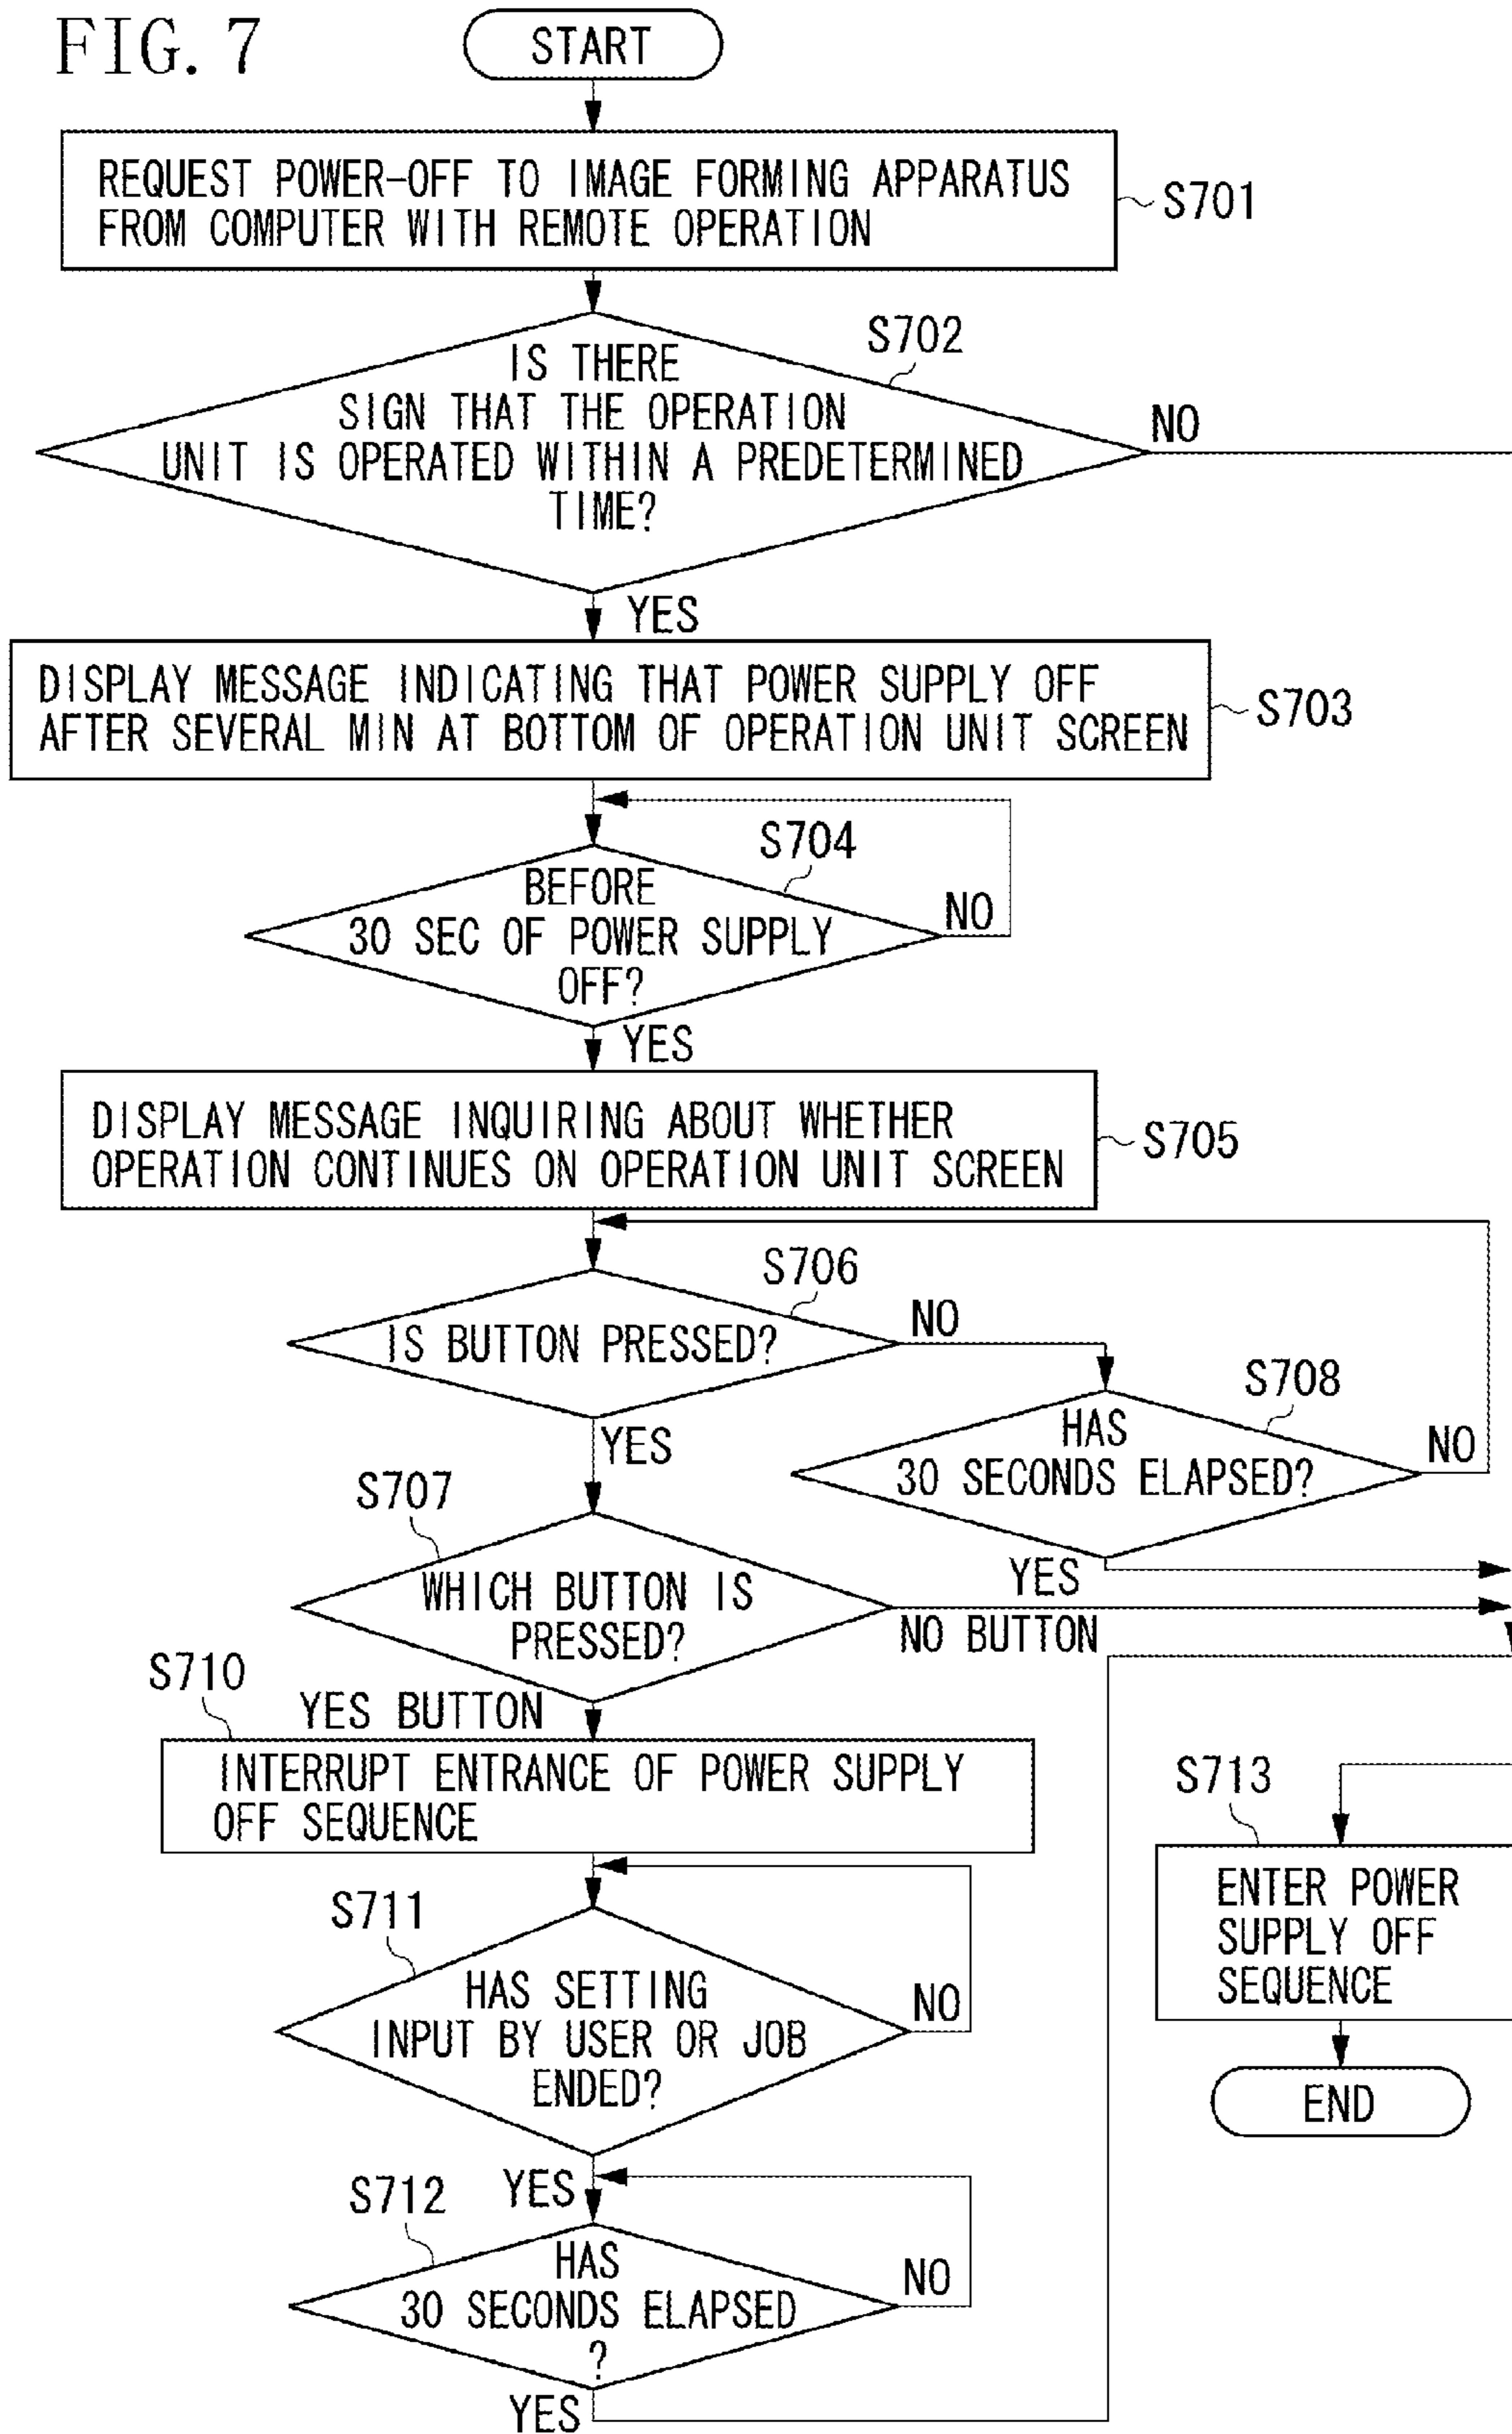 FIG. 7
START
REQUEST POWER-OFF TO IMAGE FORMING APPARATUS
FROM COMPUTER WITH REMOTE OPERATION
S701
S702
IS THERE
SIGN THAT THE OPERATION
UNIT IS OPERATED WITHIN A PREDETERMINED
TIME?
NO
YES
DISPLAY MESSAGE INDICATING THAT POWER SUPPLY OFF
AFTER SEVERAL MIN AT BOTTOM OF OPERATION UNIT SCREEN
S703
S704
BEFORE
30 SEC OF POWER SUPPLY
OFF?
NO
YES
DISPLAY MESSAGE INQUIRING ABOUT WHETHER
OPERATION CONTINUES ON OPERATION UNIT SCREEN
S705
S706
IS BUTTON PRESSED?
NO
YES
S708
HAS
30 SECONDS ELAPSED?
NO
YES
S707
WHICH BUTTON IS
PRESSED?
NO BUTTON
YES BUTTON
S710
INTERRUPT ENTRANCE OF POWER SUPPLY
OFF SEQUENCE
S711
HAS SETTING
INPUT BY USER OR JOB
ENDED?
NO
YES
S712
HAS
30 SECONDS ELAPSED
?
NO
YES
S713
ENTER POWER
SUPPLY OFF
SEQUENCE
END